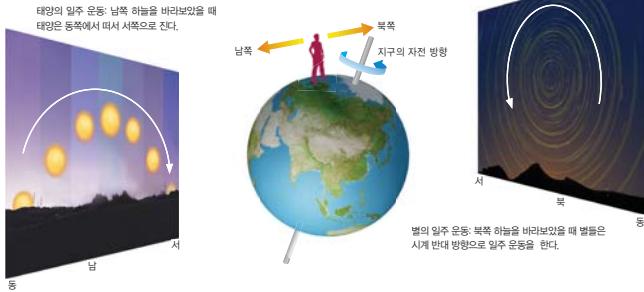 태양의 일주 운동: 남쪽 하늘을 바라보았을 때
태양은 동쪽에서 떠서 서쪽으로 진다.
동
남
서
남쪽
북쪽
지구의 자전 방향
서
북
동
별의 일주 운동: 북쪽 하늘을 바라보았을 때 별들은
시계 반대 방향으로 일주 운동을 한다.